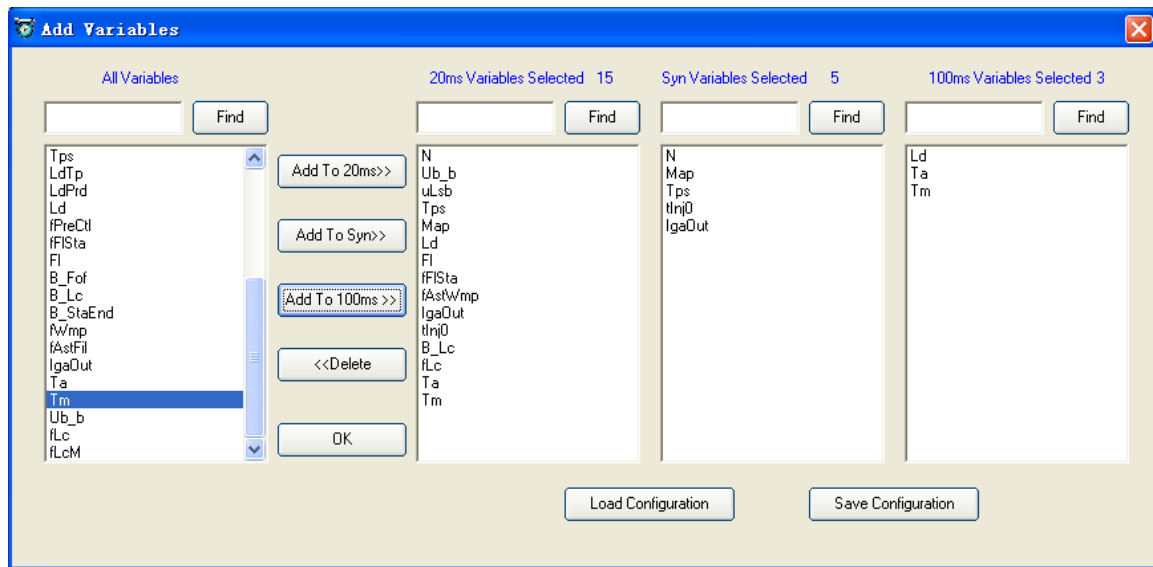 Add Variables
All Variables
20ms Variables Selected 15
Syn Variables Selected 5
100ms Variables Selected 3
Find
Find
Find
Find
Tps
LdTp
LdPrd
Ld
fPreCtl
fFlSta
Fl
B_Fof
B_Lc
B_StaEnd
fWmp
fAstFil
IgaOut
Ta
Tm
Ub_b
fLc
fLcM
Add To 20ms>>
Add To Syn>>
Add To 100ms >>
<<Delete
OK
N
Ub_b
uLsb
Tps
Map
Ld
Fl
fFlSta
fAstWmp
IgaOut
tInj0
B_Lc
fLc
Ta
Tm
N
Map
Tps
tInj0
IgaOut
Ld
Ta
Tm
Load Configuration
Save Configuration